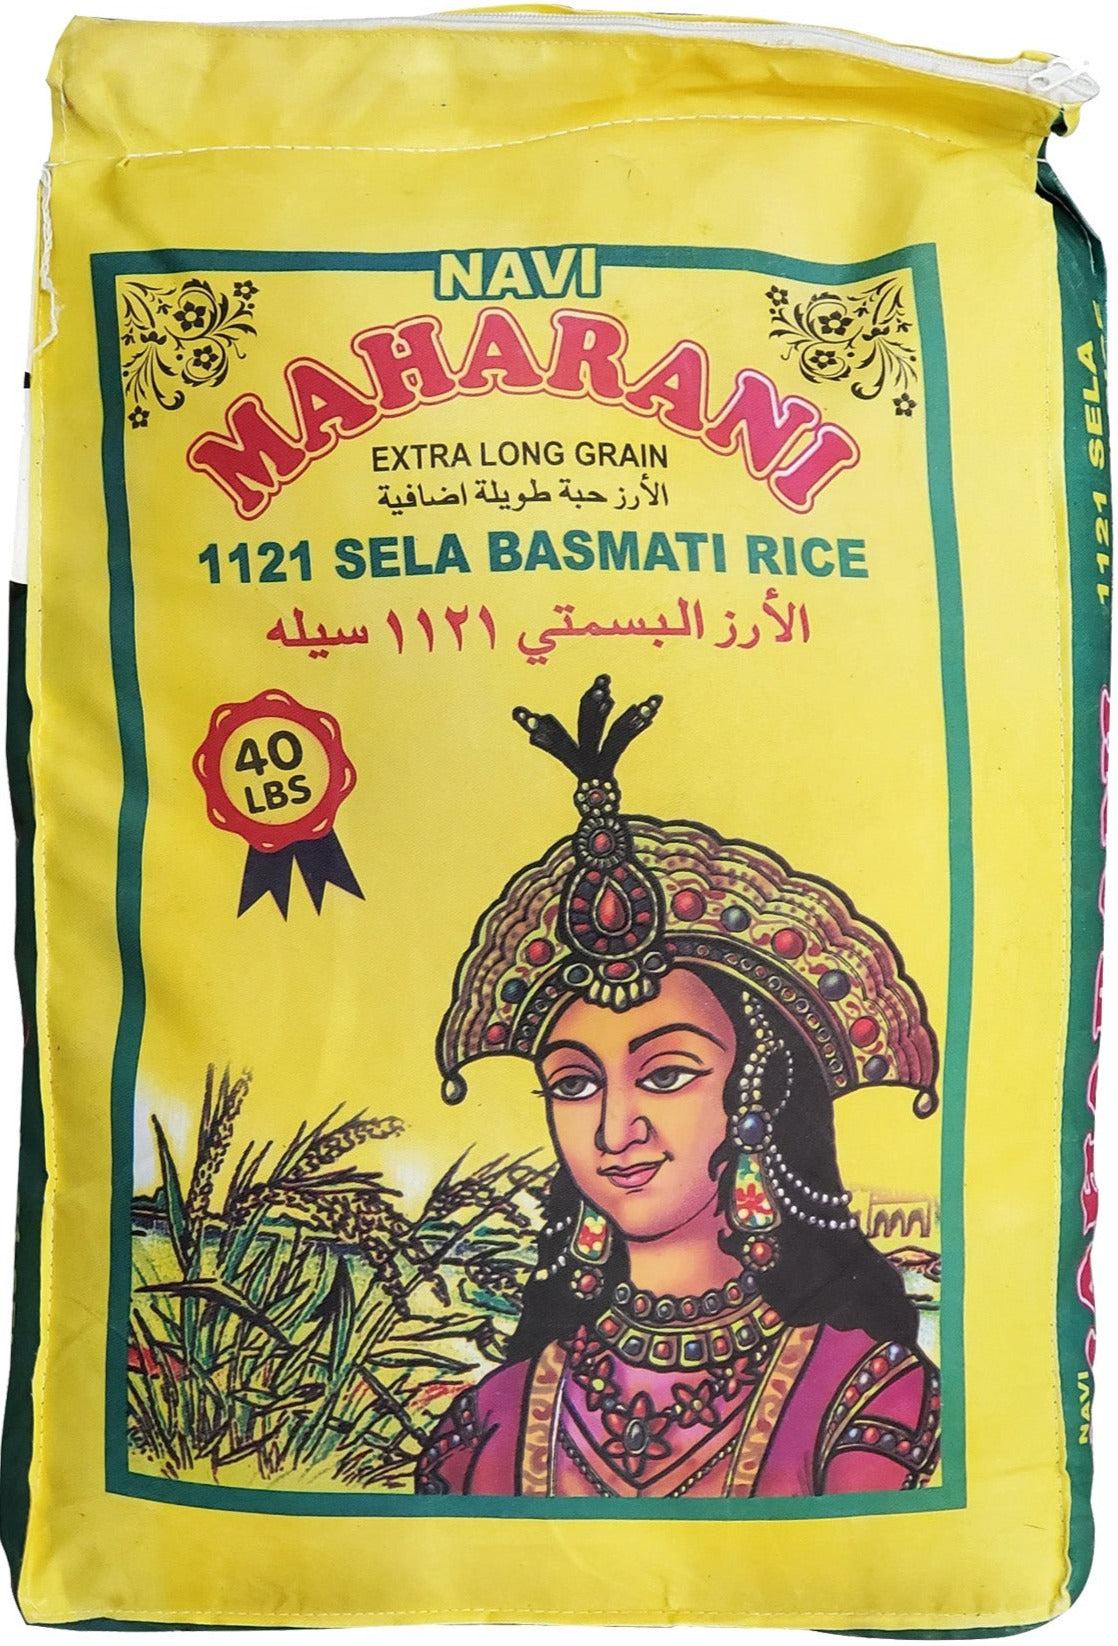 NAVI
MAHARANI
EXTRA LONG GRAIN
الأرز حبة طويلة اضافية
1121 SELA BASMATI RICE
الأرز البسمتي ١١٢١ سيله
40
LBS
1121 SELA
NAVI